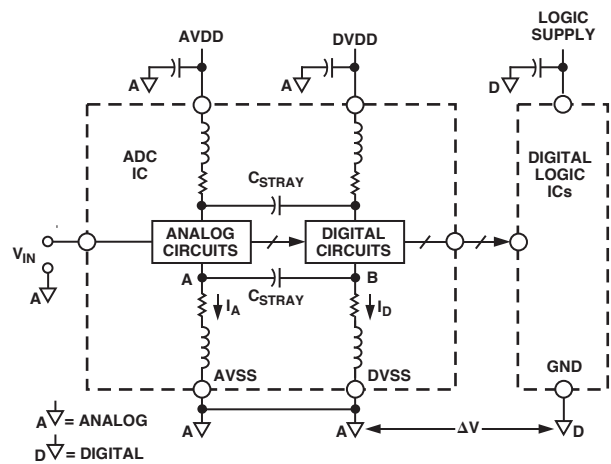 AVDD
DVDD
LOGIC
SUPPLY
A
A
D
ADC
IC
DIGITAL
LOGIC
ICs
CSTRAY
ANALOG
CIRCUITS
DIGITAL
CIRCUITS
VIN
A
A
B
CSTRAY
IA
ID
AVSS
DVSS
GND
A
A
ΔV
D
A = ANALOG
D = DIGITAL